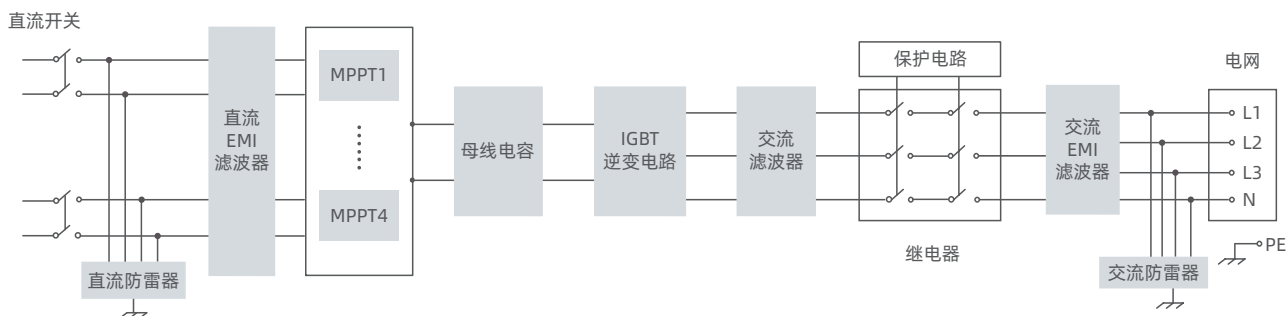 直流开关
直流防雷器
直流
EMI
滤波器
MPPT1
MPPT4
母线电容
IGBT
逆变电路
交流
滤波器
保护电路
继电器
交流
EMI
滤波器
交流防雷器
电网
L1
L2
L3
N
PE